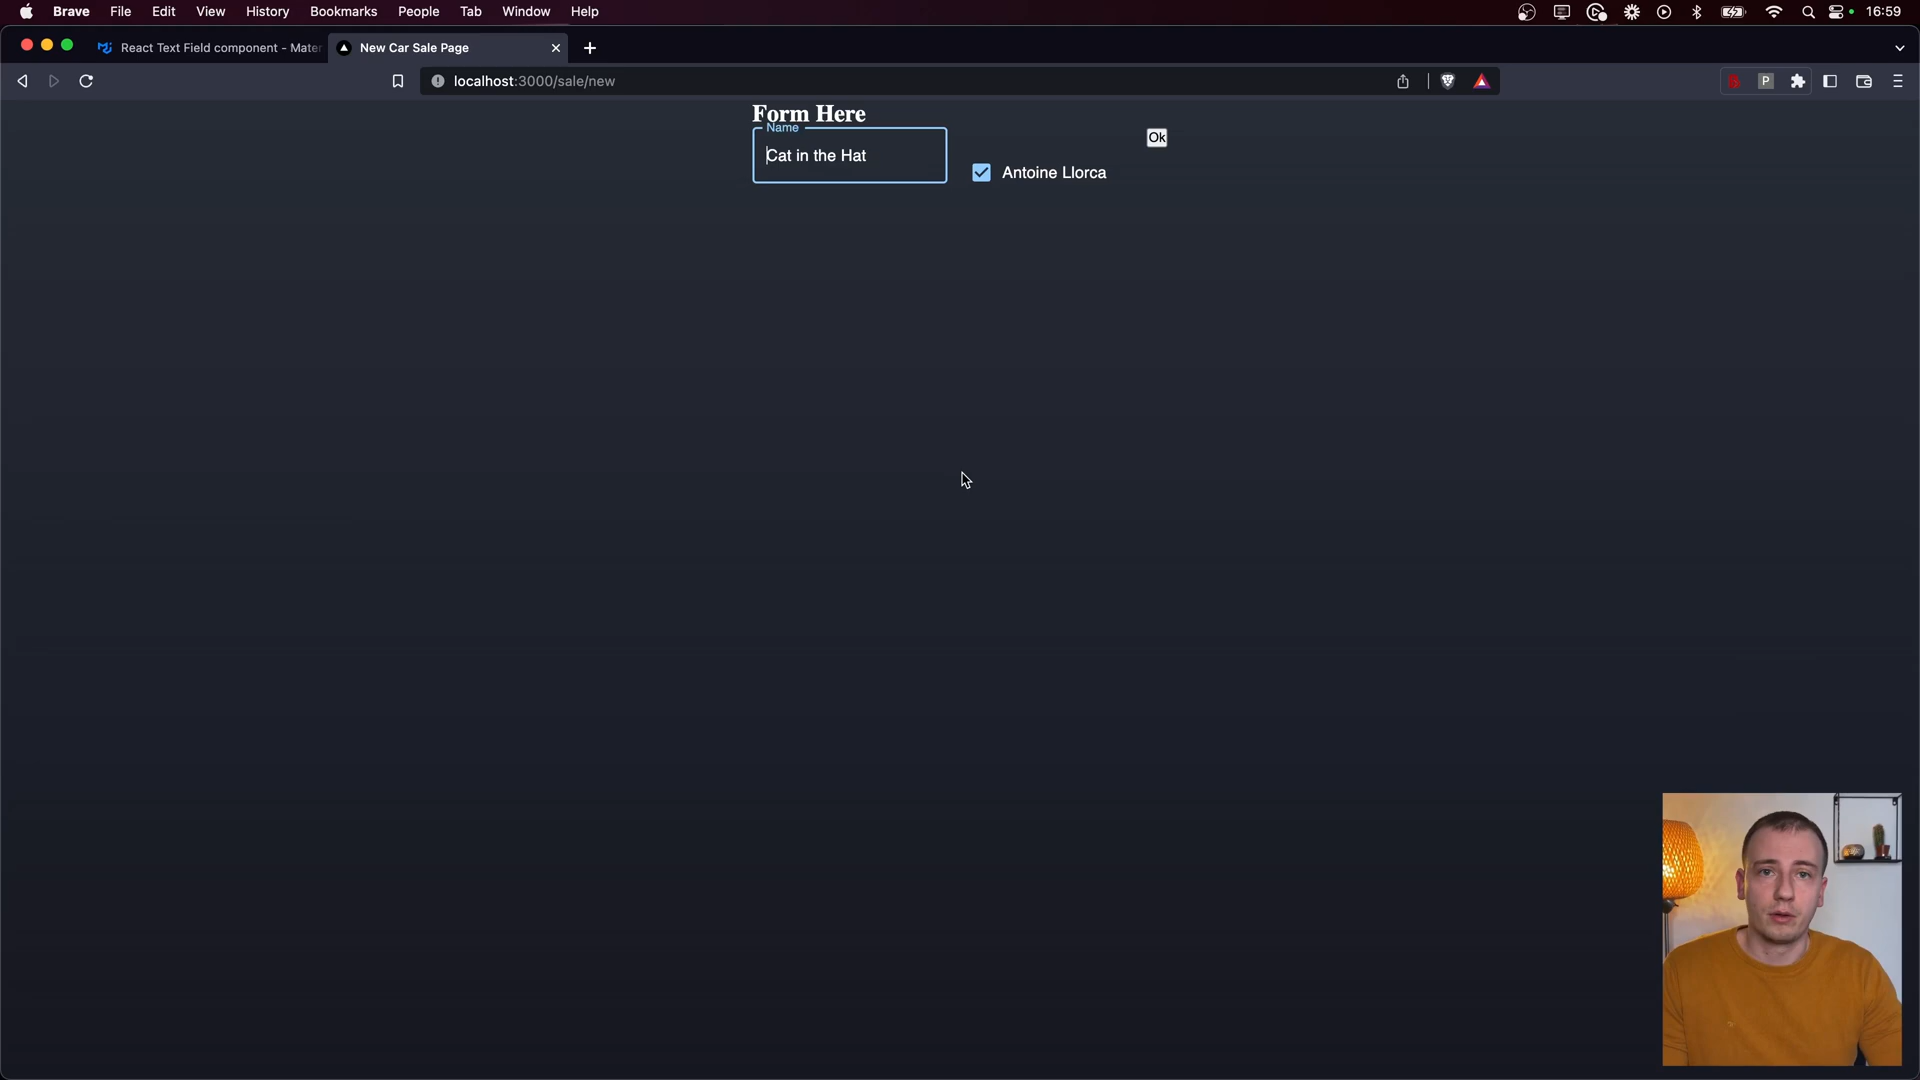 Brave File Edit View History Bookmarks People Tab Window Help 16:59
React Text Field component - Mater New Car Sale Page
localhost:3000/sale/new P
Form Here
Name
Cat in the Hat
Antoine Llorca
Ok